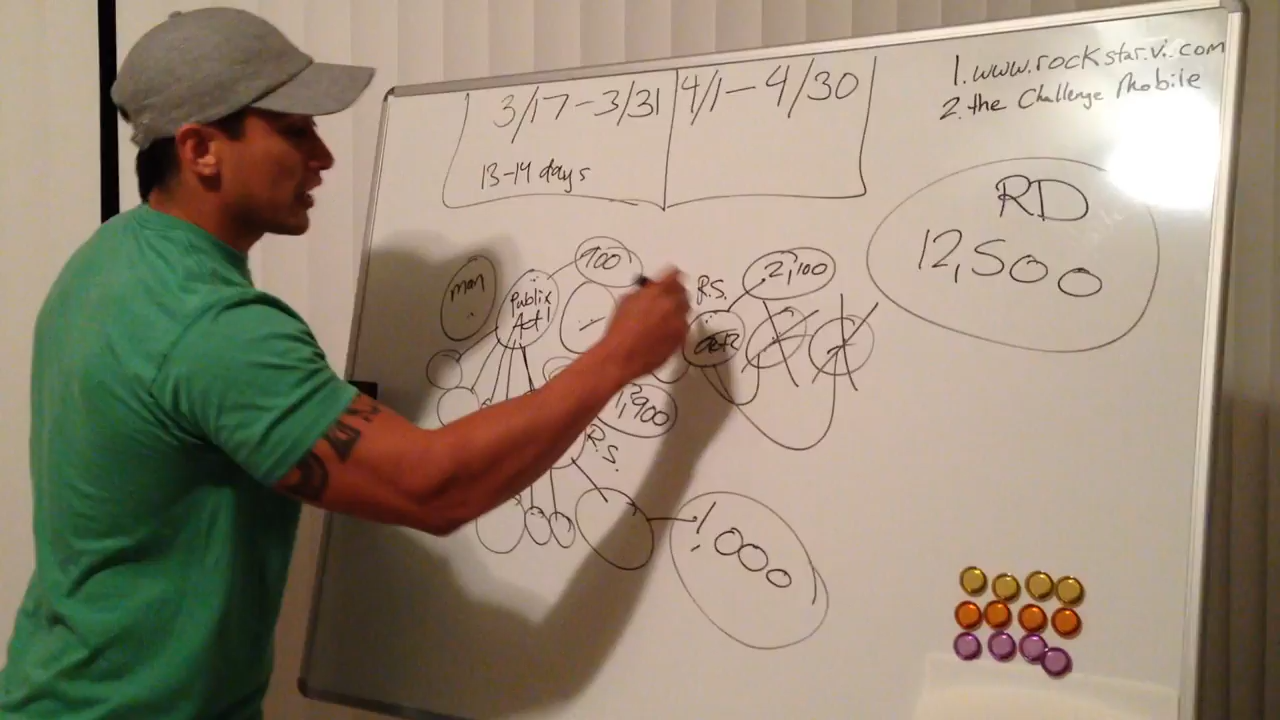 3/17-3/31
4/1-4/30
13-14 days
1. www.rockstar.vi.com
2. the Challenge Mobile
RD
12,500
mom
Publix
Act 1
R.S.
2,100
1,900
R.S.
1,000